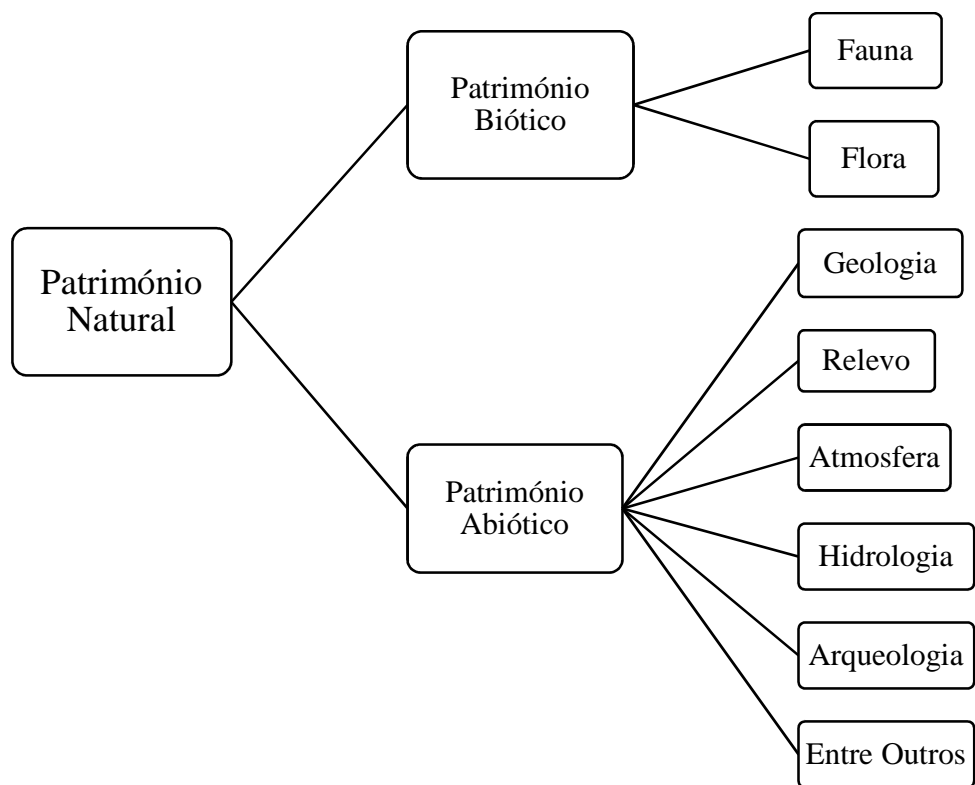 Património
Natural
Património
Biótico
Fauna
Flora
Património
Abiótico
Geologia
Relevo
Atmosfera
Hidrologia
Arqueologia
Entre Outros